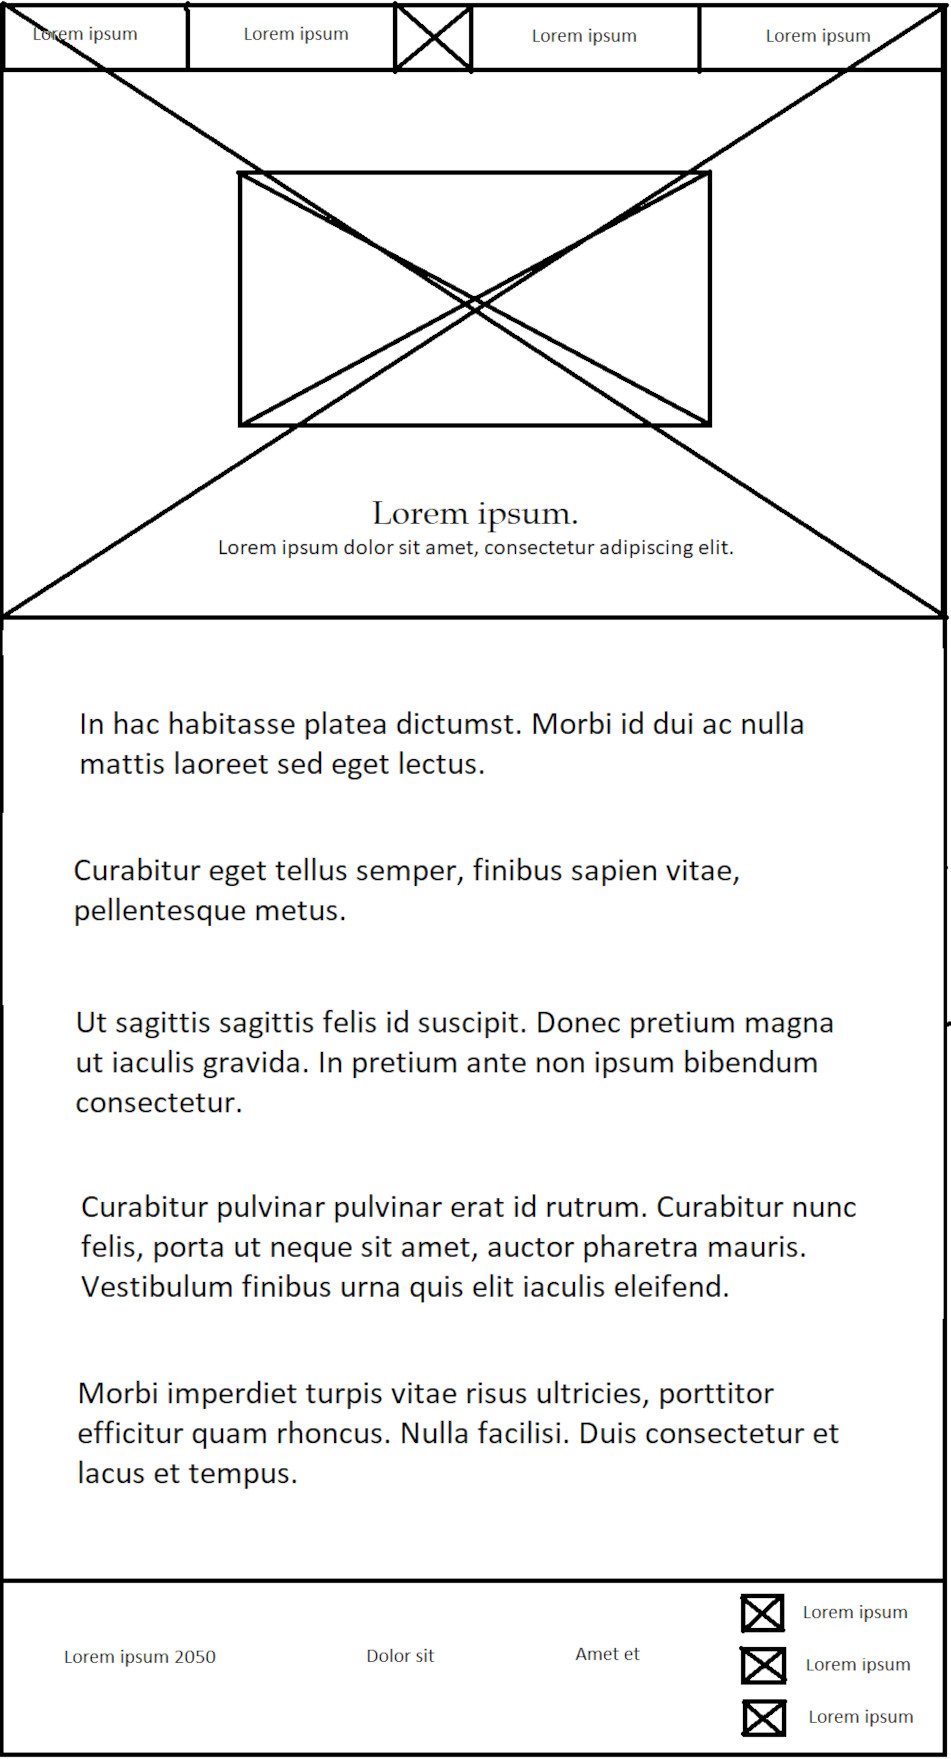 Lorem ipsum
Lorem ipsum
Lorem ipsum
Lorem ipsum
Lorem ipsum.
Lorem ipsum dolor sit amet, consectetur adipiscing elit.
In hac habitasse platea dictumst. Morbi id dui ac nulla
mattis laoreet sed eget lectus.
Curabitur eget tellus semper, finibus sapien vitae,
pellentesque metus.
Ut sagittis sagittis felis id suscipit. Donec pretium magna
ut iaculis gravida. In pretium ante non ipsum bibendum
consectetur.
Curabitur pulvinar pulvinar erat id rutrum. Curabitur nunc
felis, porta ut neque sit amet, auctor pharetra mauris.
Vestibulum finibus urna quis elit iaculis eleifend.
Morbi imperdiet turpis vitae risus ultricies, porttitor
efficitur quam rhoncus. Nulla facilisi. Duis consectetur et
lacus et tempus.
Lorem ipsum 2050
Dolor sit
Amet et
Lorem ipsum
Lorem ipsum
Lorem ipsum